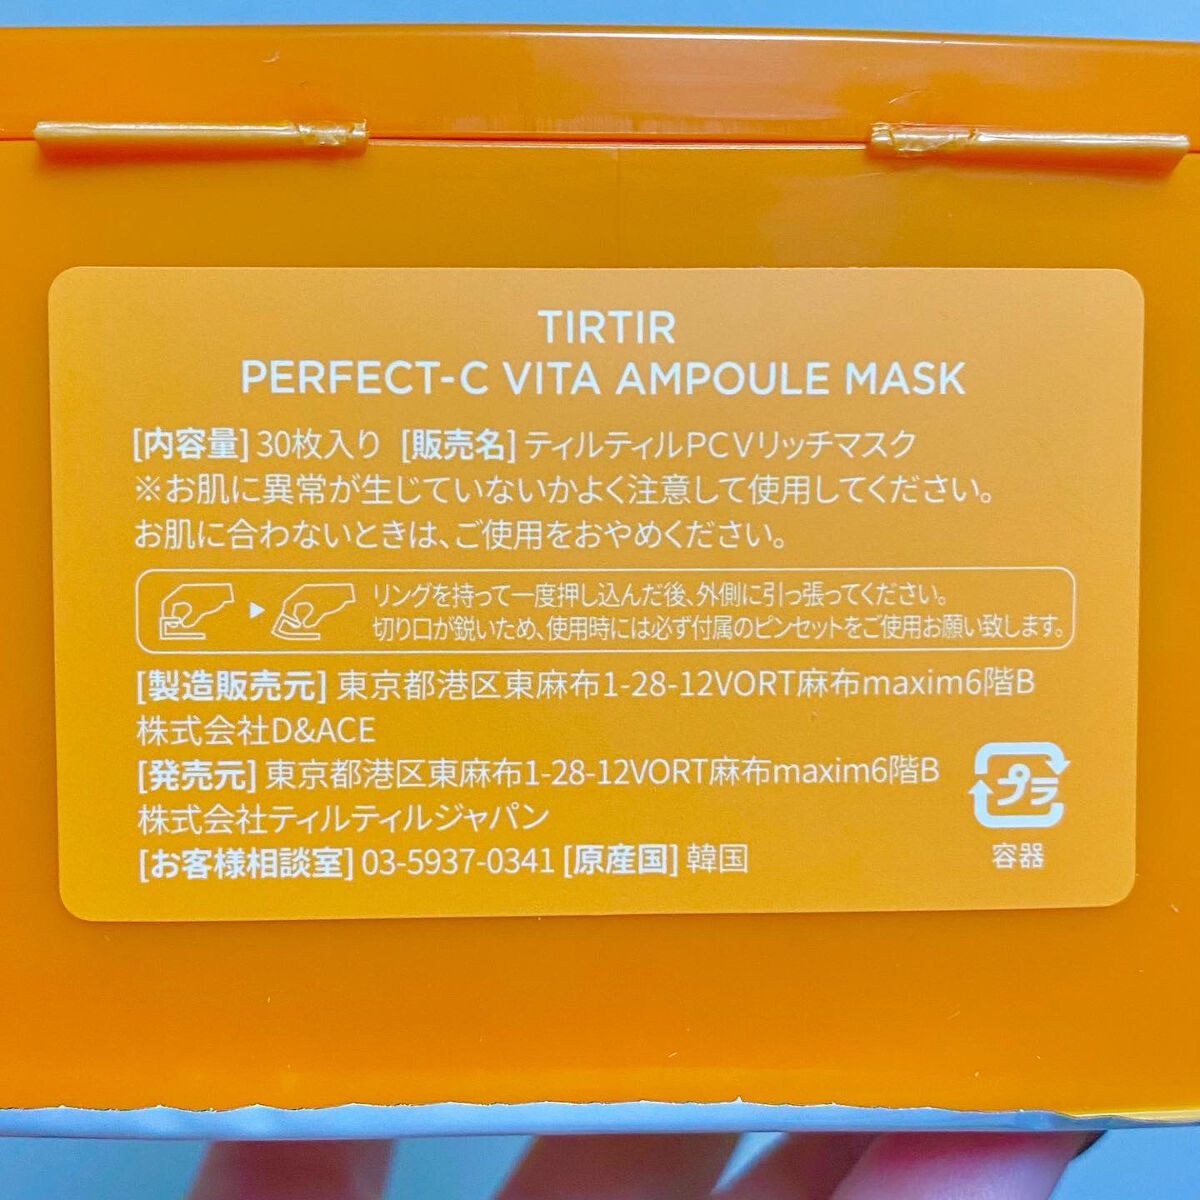 TIRTIR
PERFECT-C VITA AMPOULE MASK
[内容量] 30枚入り [販売名] ティルティルPCVリッチマスク
※お肌に異常が生じていないかよく注意して使用してください。
お肌に合わないときは、ご使用をおやめください。
リングを持って一度押し込んだ後、外側に引っ張ってください。
切り口が鋭いため、使用時には必ず付属のピンセットをご使用お願い致します。
[製造販売元] 東京都港区東麻布1-28-12VORT麻布maxim6階B
株式会社D&ACE
[発売元] 東京都港区東麻布1-28-12VORT麻布maxim6階B
株式会社ティルティルジャパン
[お客様相談室] 03-5937-0341 [原産国] 韓国
プラ
容器